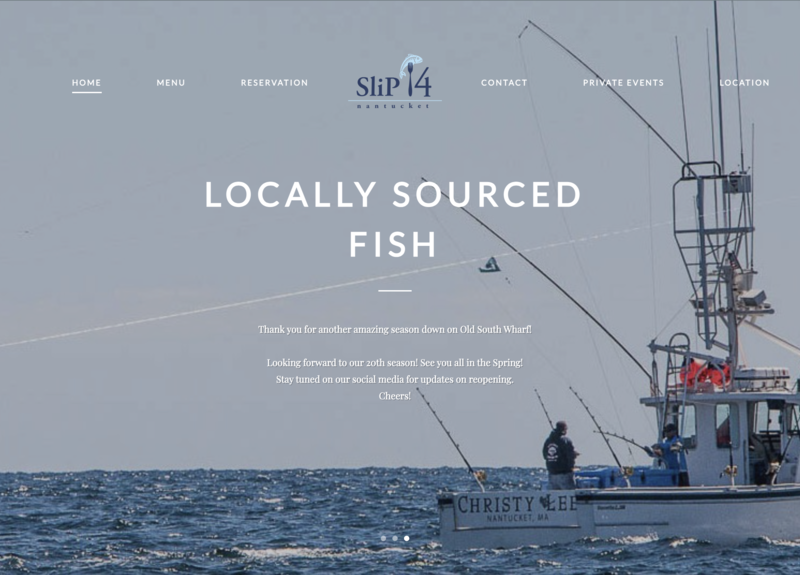 HOME
MENU
RESERVATION
SliP 14
nantucket
CONTACT
PRIVATE EVENTS
LOCATION
LOCALLY SOURCED
FISH
Thank you for another amazing season down on Old South Wharf!
Looking forward to our 20th season! See you all in the Spring!
Stay tuned on our social media for updates on reopening.
Cheers!
CHRISTY LEE
NANTUCKET, MA